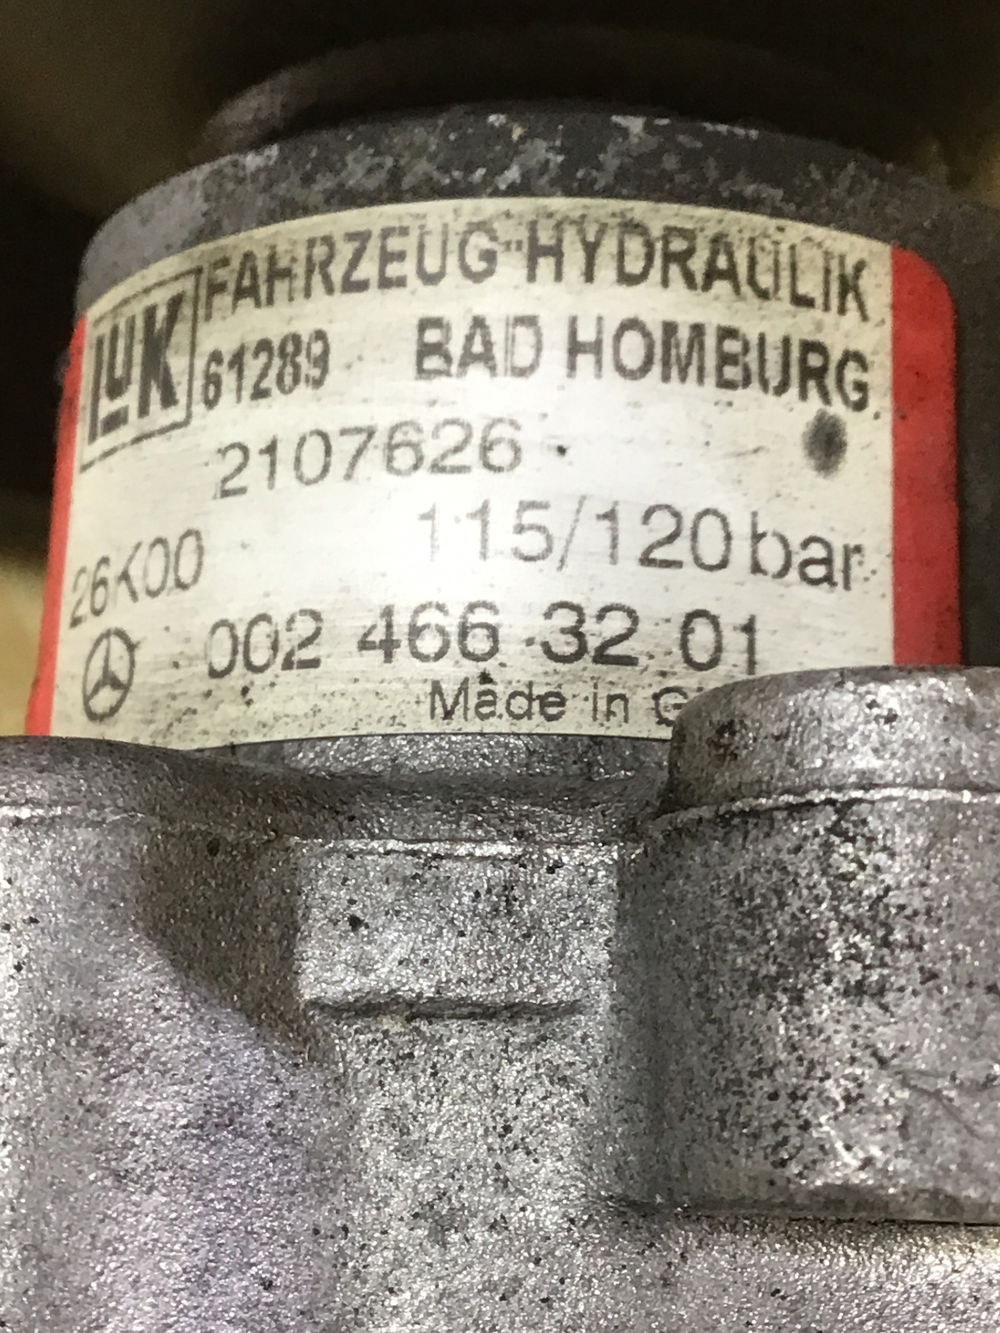 LuK FAHRZEUG-HYDRAULIK
61289 BAD HOMBURG
2107626
115/120 bar
26K00
002 466 32 01
Made in